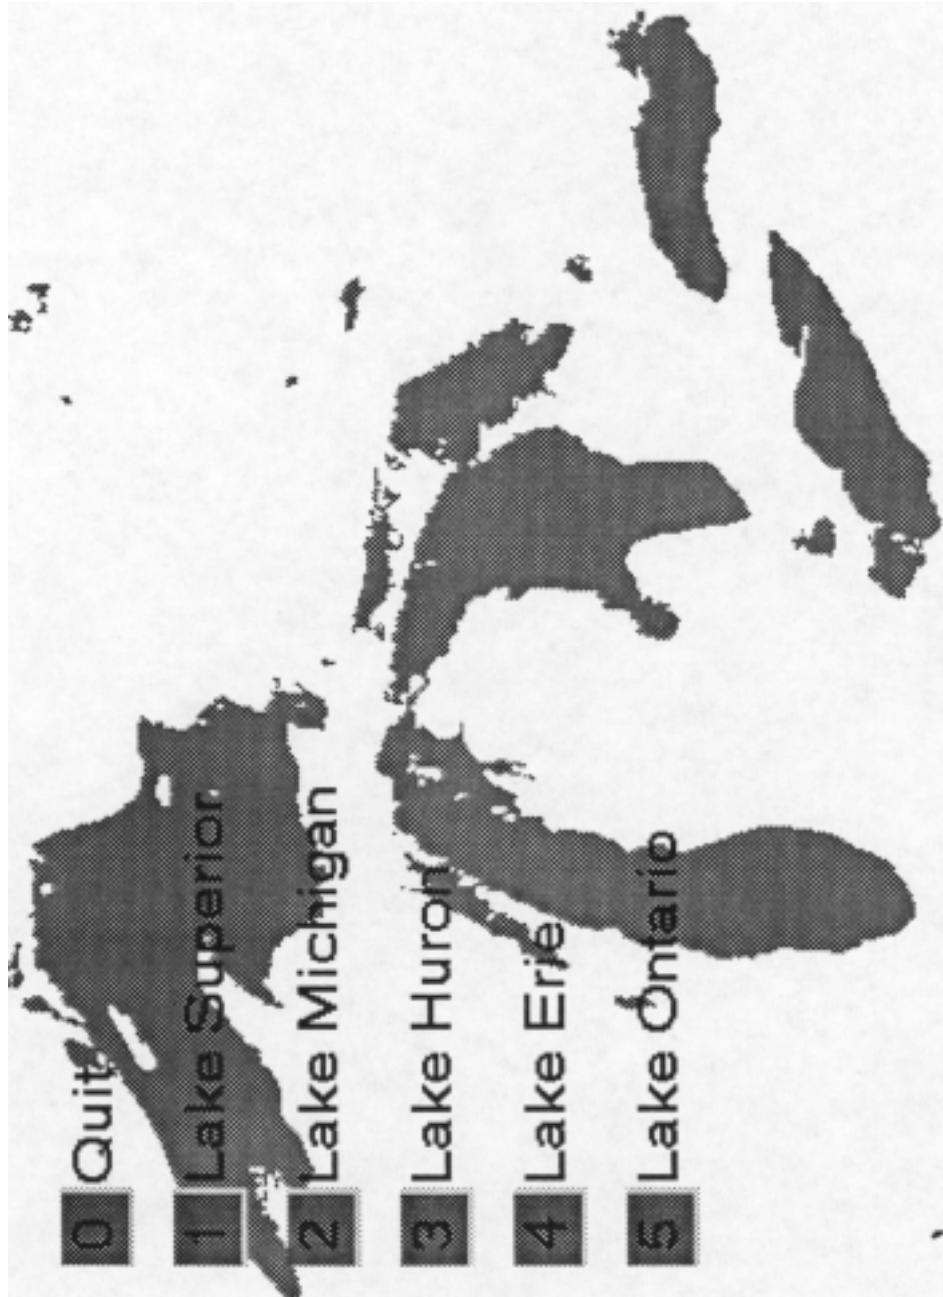 0 Quit
1 Lake Superior
2 Lake Michigan
3 Lake Huron
4 Lake Erie
5 Lake Ontario